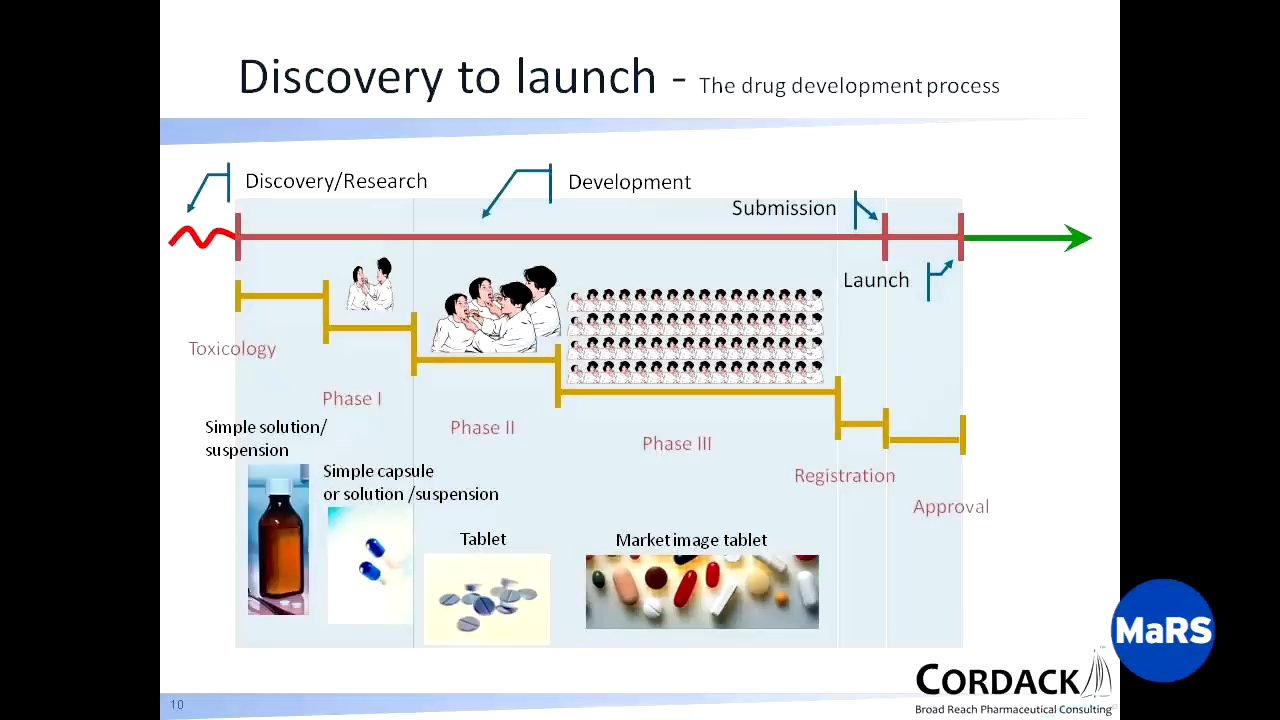 Discovery to launch - The drug development process
Discovery/Research
Development
Submission
Launch
Toxicology
Phase I
Phase II
Phase III
Registration
Approval
Simple solution/
suspension
Simple capsule
or solution /suspension
Tablet
Market image tablet
MaRS
CORDACK
Broad Reach Pharmaceutical Consulting
10